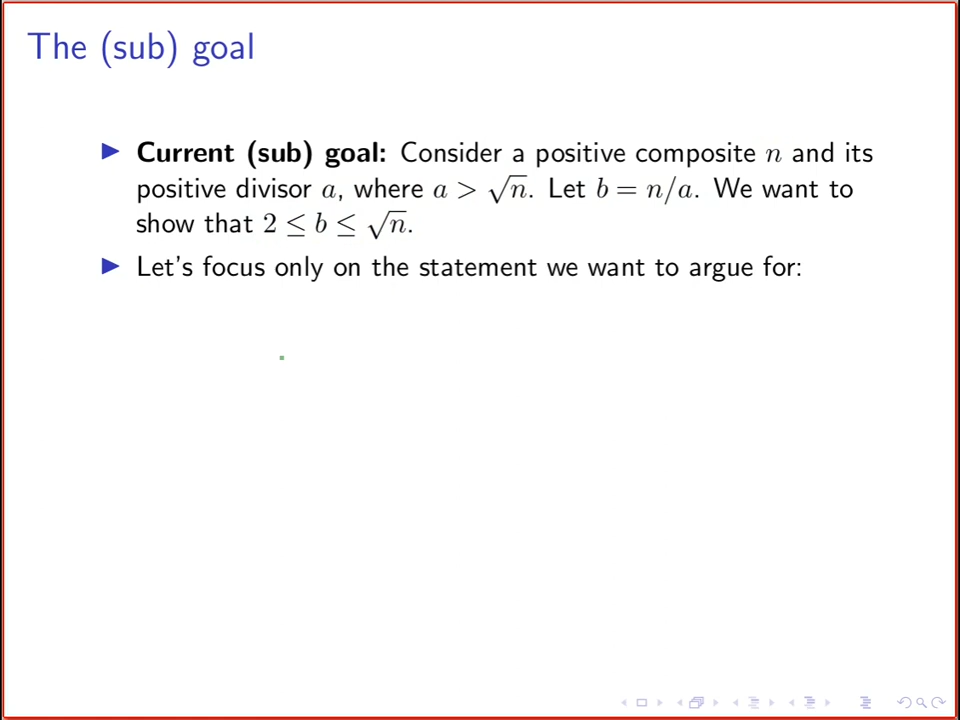 The (sub) goal
Current (sub) goal: Consider a positive composite n and its
positive divisor a, where a > √n. Let b = n/a. We want to
show that 2 ≤ b ≤ √n.
Let's focus only on the statement we want to argue for: